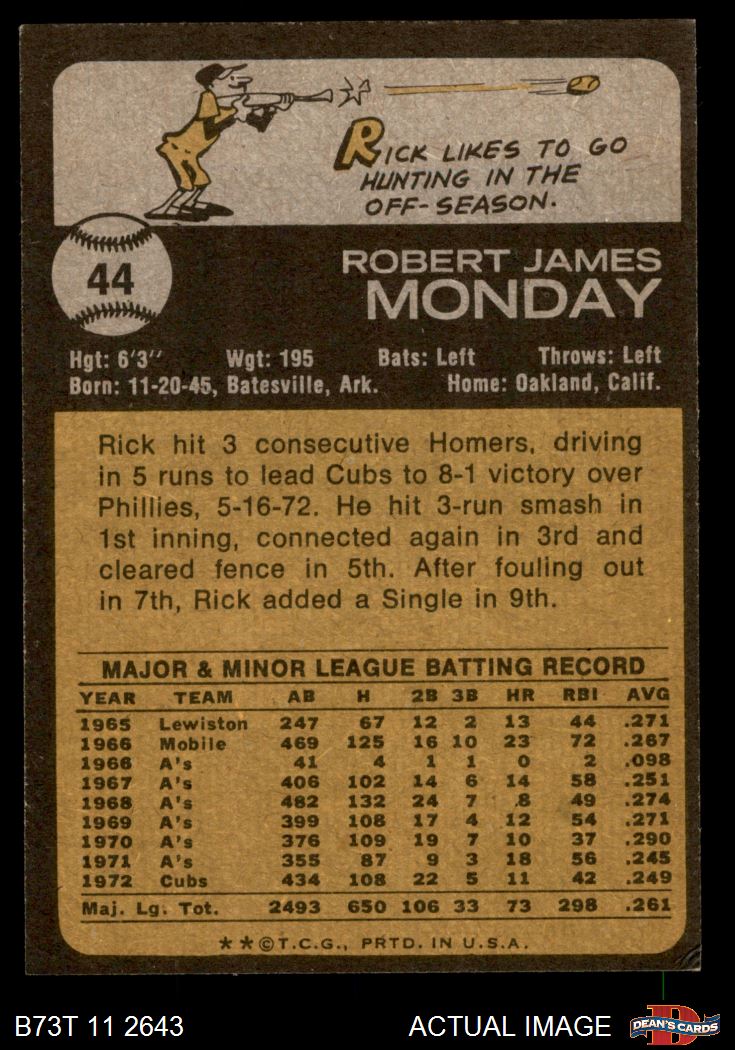 RICK LIKES TO GO
HUNTING IN THE
OFF-SEASON.
44
ROBERT JAMES
MONDAY
Hgt: 6'3'' Wgt: 195 Bats: Left Throws: Left
Born: 11-20-45, Batesville, Ark. Home: Oakland, Calif.
Rick hit 3 consecutive Homers, driving
in 5 runs to lead Cubs to 8-1 victory over
Phillies, 5-16-72. He hit 3-run smash in
1st inning, connected again in 3rd and
cleared fence in 5th. After fouling out
in 7th, Rick added a Single in 9th.
MAJOR & MINOR LEAGUE BATTING RECORD
YEAR TEAM AB H 2B 3B HR RBI AVG
1965 Lewiston 247 67 12 2 13 44 .271
1966 Mobile 469 125 16 10 23 72 .267
1966 A's 41 4 1 1 0 2 .098
1967 A's 406 102 14 6 14 58 .251
1968 A's 482 132 24 7 8 49 .274
1969 A's 399 108 17 4 12 54 .271
1970 A's 376 109 19 7 10 37 .290
1971 A's 355 87 9 3 18 56 .245
1972 Cubs 434 108 22 5 11 42 .249
Maj. Lg. Tot. 2493 650 106 33 73 298 .261
**©T.C.G., PRTD. IN U.S.A.
B73T 11 2643 ACTUAL IMAGE
D
DEAN'S CARDS